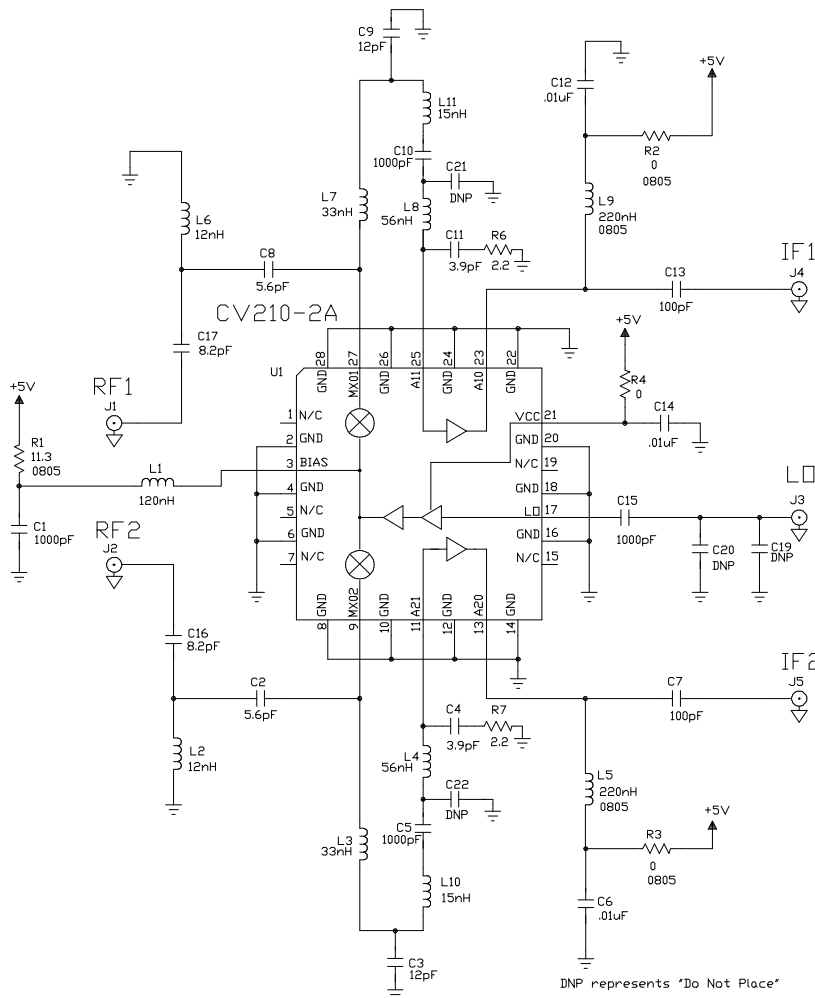 C9
12pF
L11
15nH
C10
1000pF
C21
DNP
L7
33nH
L8
56nH
C11
3.9pF
R6
2.2
C12
.01uF
+5V
R2
0
0805
L9
220nH
0805
L6
12nH
C8
5.6pF
C17
8.2pF
CV210-2A
C13
100pF
IF1
J4
+5V
R4
0
C14
.01uF
U1
GND 28
MX01 27
GND 26
A11 25
GND 24
A10 23
GND 22
RF1
J1
+5V
R1
11.3
0805
L1
120nH
C1
1000pF
RF2
J2
1 N/C
2 GND
3 BIAS
4 GND
5 N/C
6 GND
7 N/C
VCC 21
GND 20
N/C 19
GND 18
LO 17
GND 16
N/C 15
C15
1000pF
LO
J3
C20
DNP
C19
DNP
8 GND
9 MX02
10 GND
11 A21
12 GND
13 A20
14 GND
C16
8.2pF
C2
5.6pF
L2
12nH
C4
3.9pF
R7
2.2
L4
56nH
C22
DNP
C5
1000pF
L3
33nH
L10
15nH
C3
12pF
C7
100pF
IF2
J5
L5
220nH
0805
+5V
R3
0
0805
C6
.01uF
DNP represents "Do Not Place"